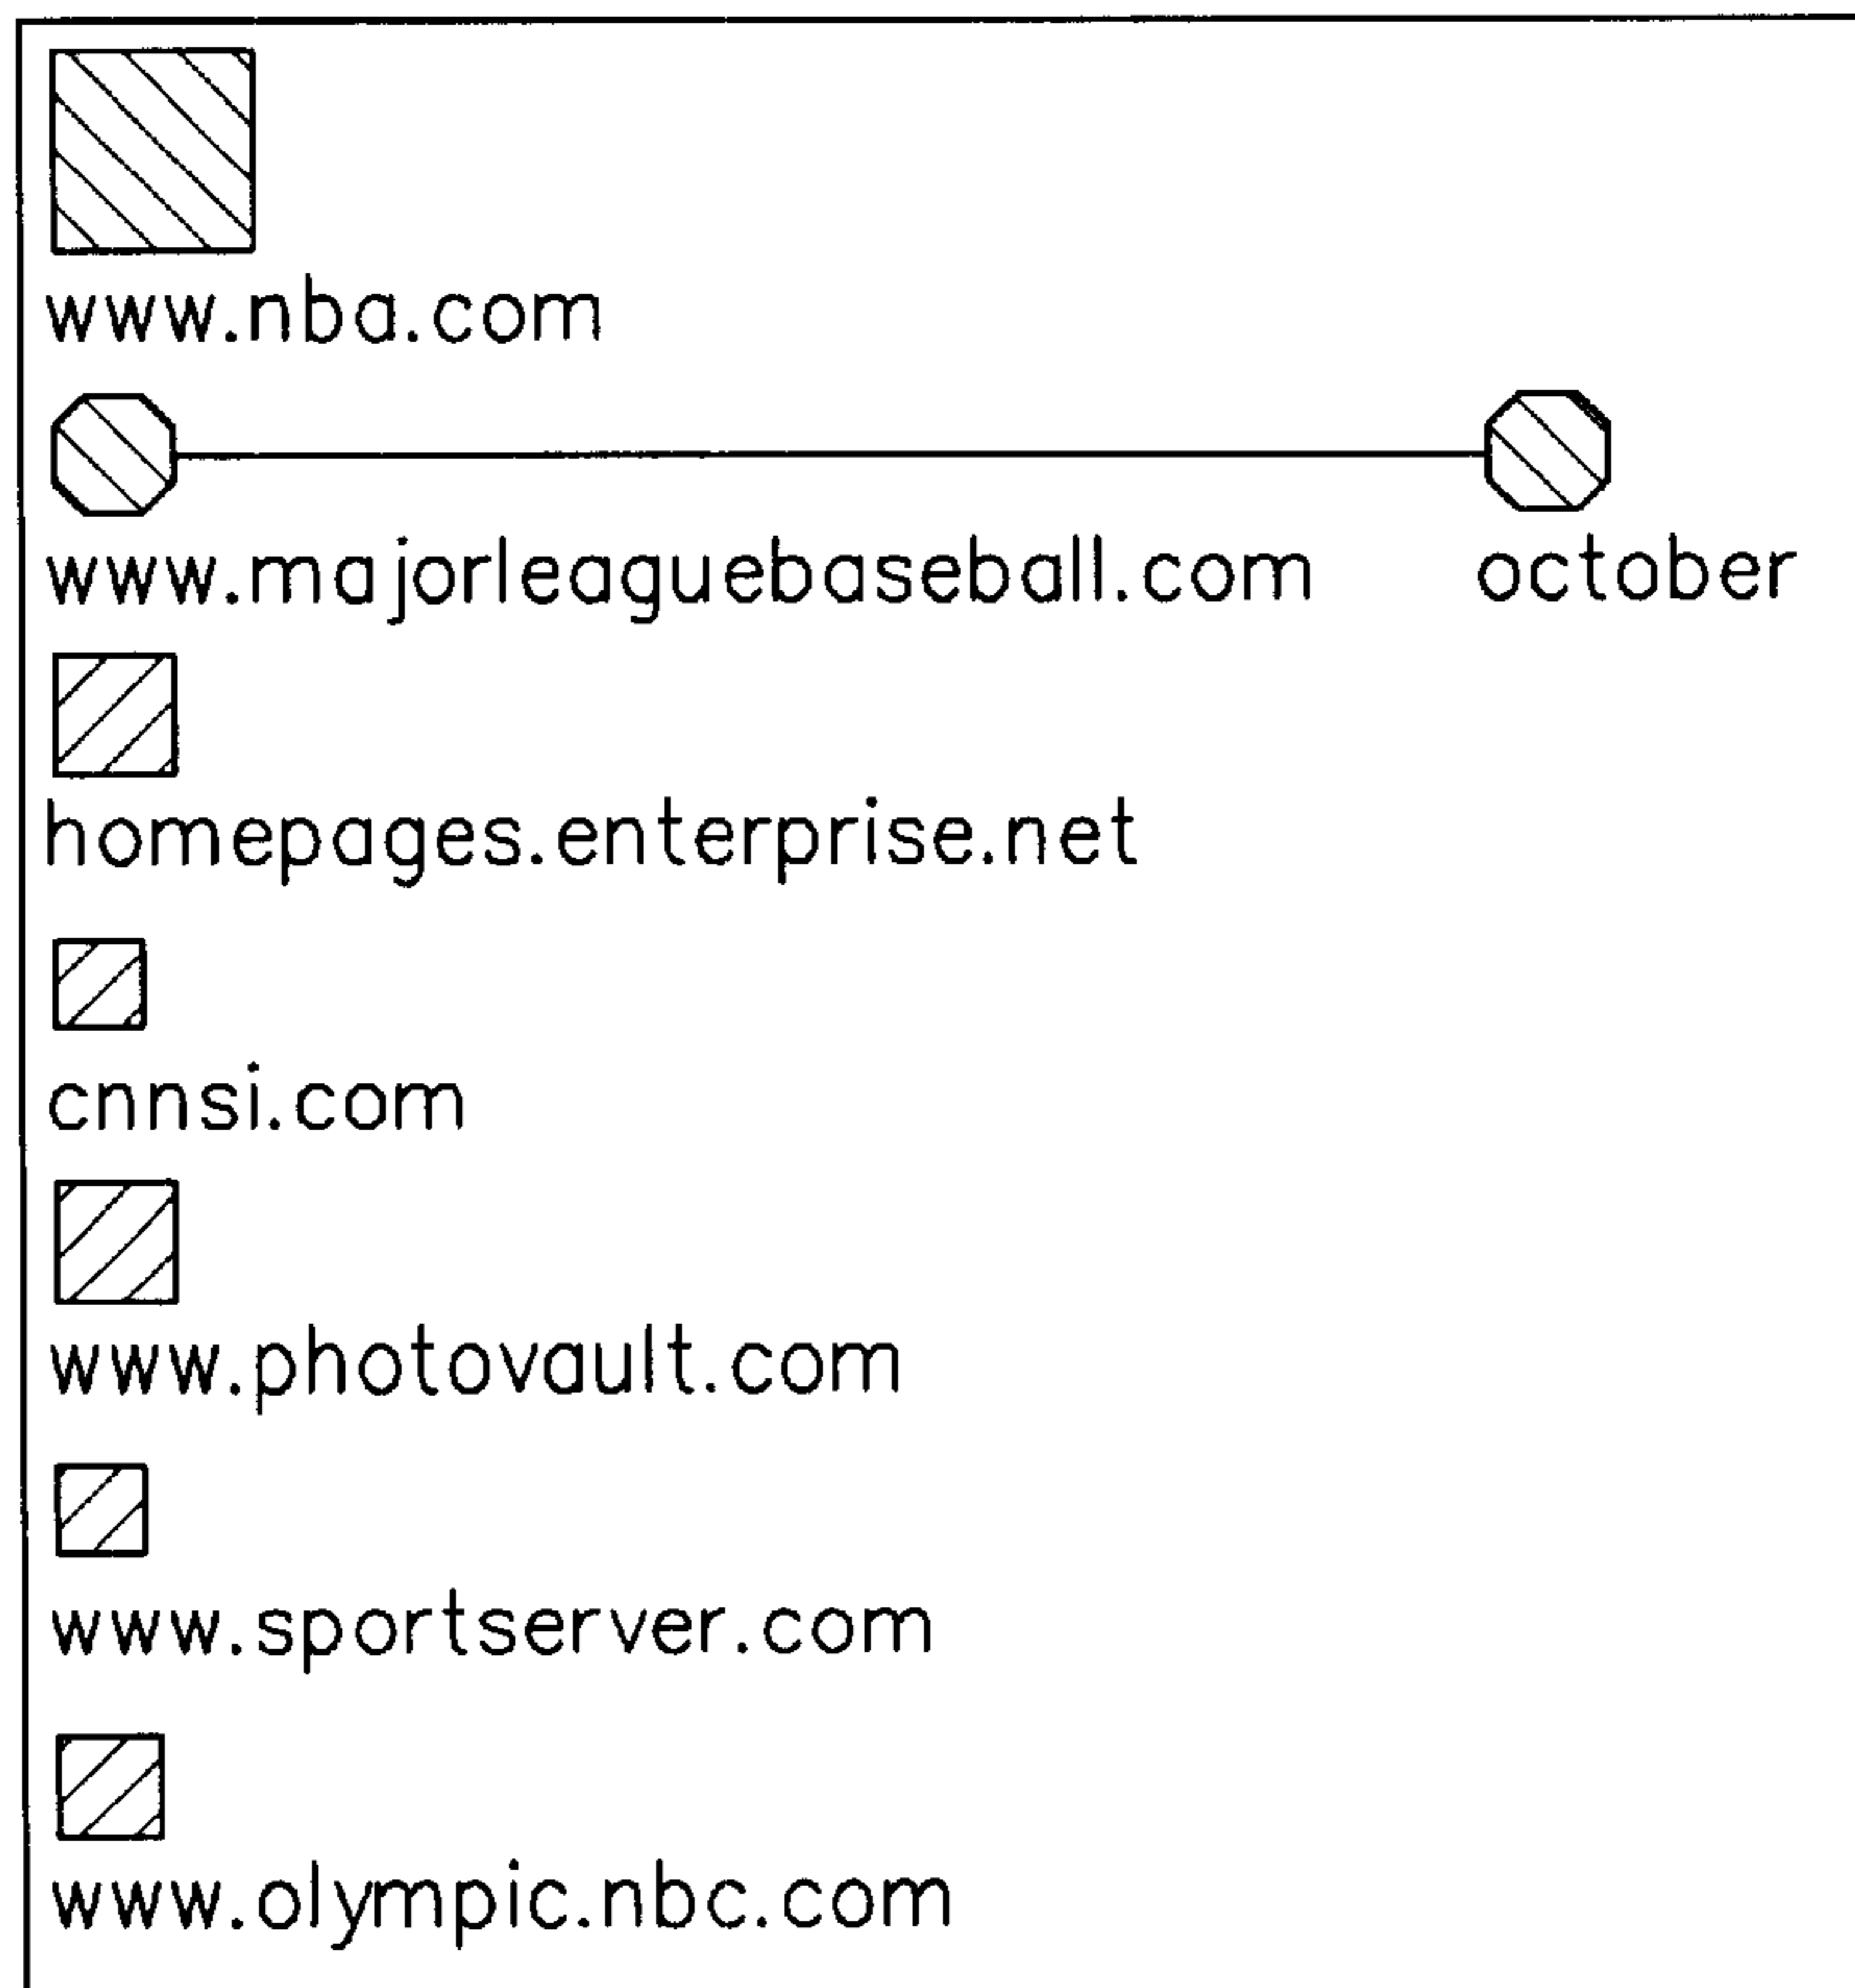 www.nba.com
www.majorleaguebaseball.com october
homepages.enterprise.net
cnnsi.com
www.photovault.com
www.sportserver.com
www.olympic.nbc.com